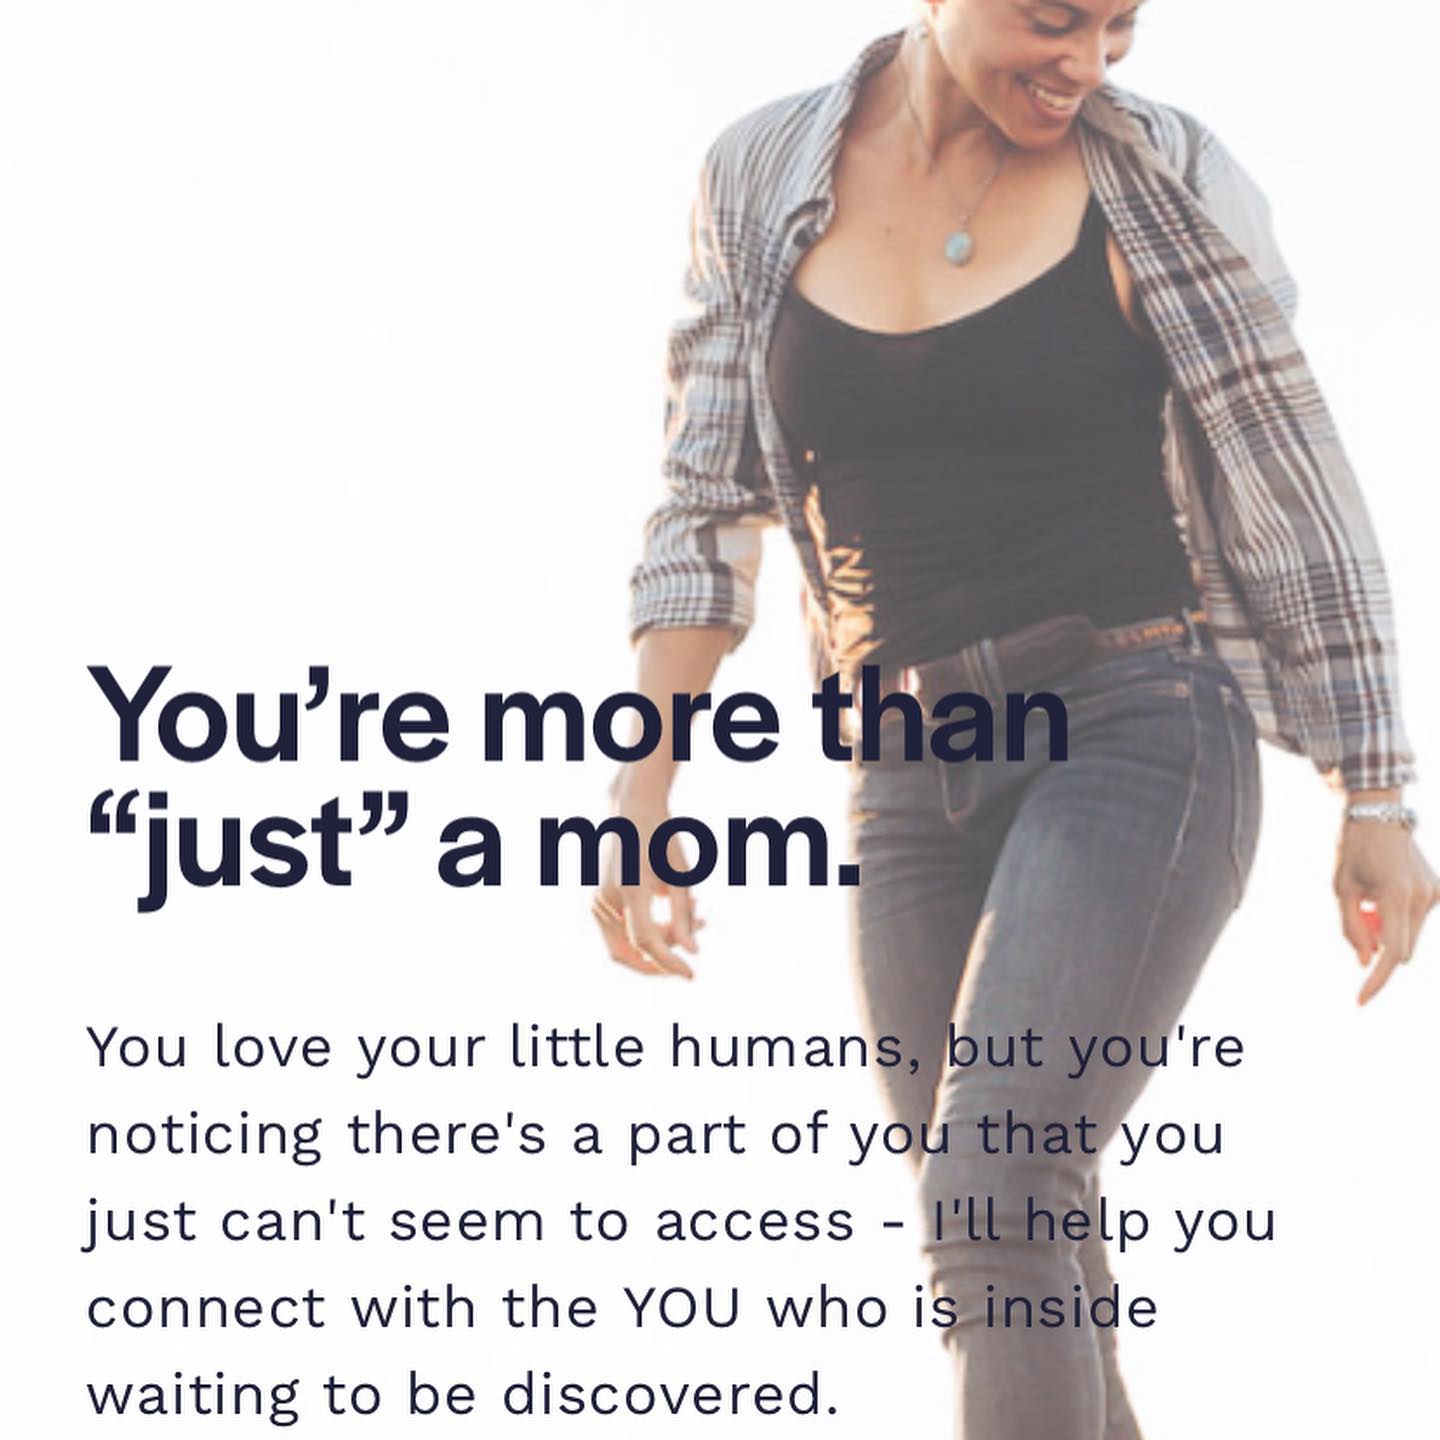 You’re more than
“just” a mom.
You love your little humans, but you're
noticing there's a part of you that you
just can't seem to access - I'll help you
connect with the YOU who is inside
waiting to be discovered.